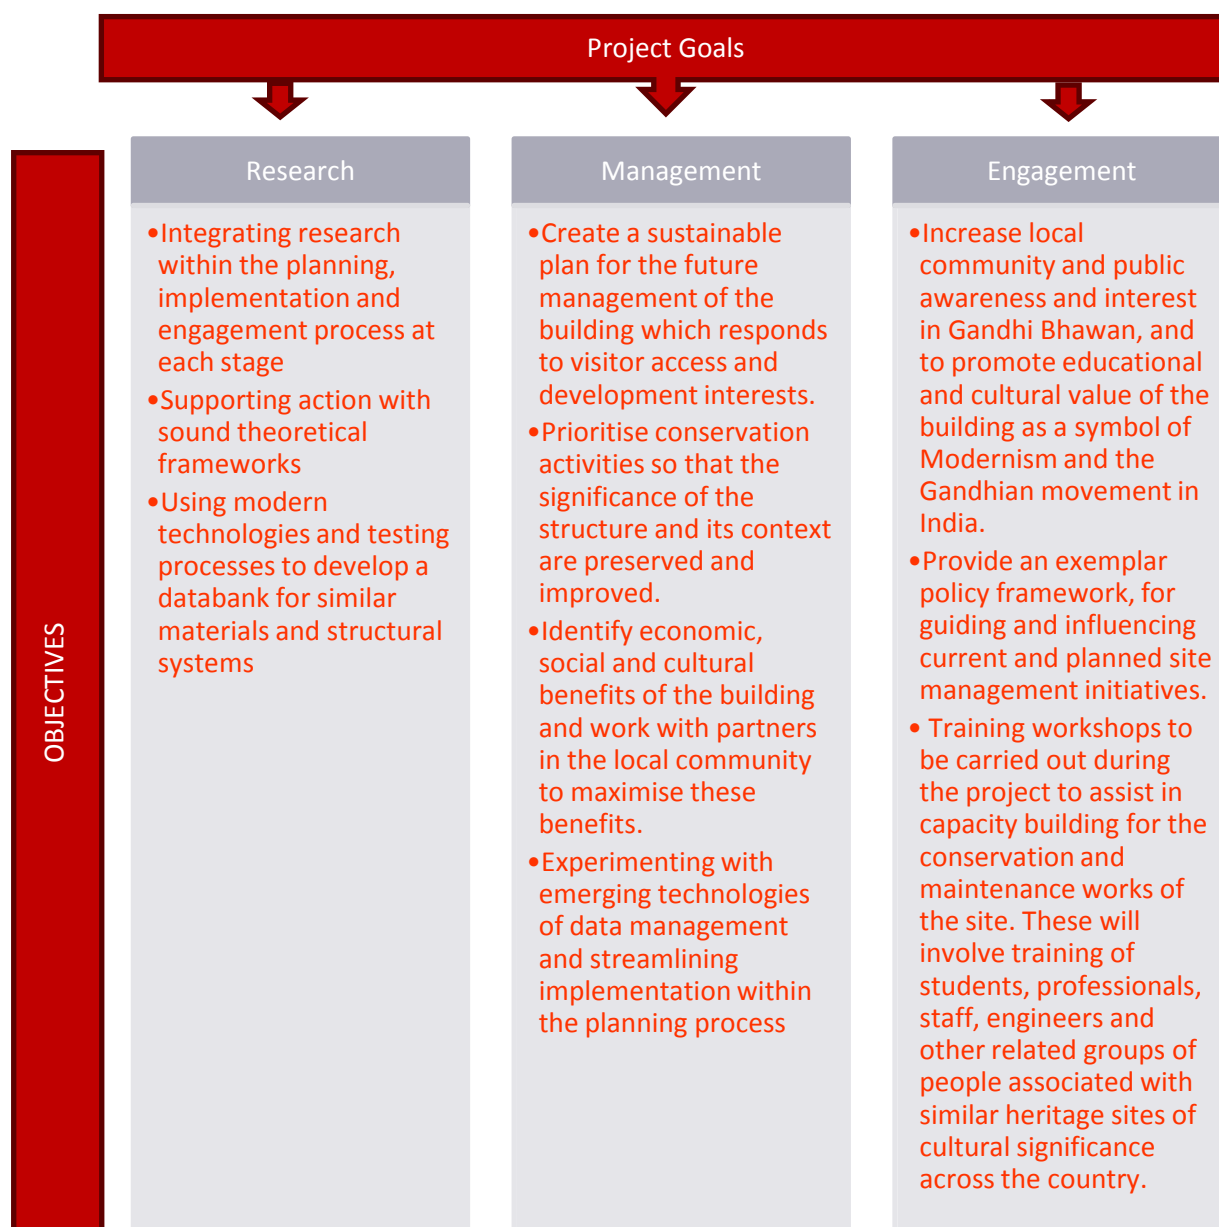 Project Goals
OBJECTIVES
Research
•Integrating research
within the planning,
implementation and
engagement process at
each stage
•Supporting action with
sound theoretical
frameworks
•Using modern
technologies and testing
processes to develop a
databank for similar
materials and structural
systems
Management
•Create a sustainable
plan for the future
management of the
building which responds
to visitor access and
development interests.
•Prioritise conservation
activities so that the
significance of the
structure and its context
are preserved and
improved.
•Identify economic,
social and cultural
benefits of the building
and work with partners
in the local community
to maximise these
benefits.
•Experimenting with
emerging technologies
of data management
and streamlining
implementation within
the planning process
Engagement
•Increase local
community and public
awareness and interest
in Gandhi Bhawan, and
to promote educational
and cultural value of the
building as a symbol of
Modernism and the
Gandhian movement in
India.
•Provide an exemplar
policy framework, for
guiding and influencing
current and planned site
management initiatives.
• Training workshops to
be carried out during
the project to assist in
capacity building for the
conservation and
maintenance works of
the site. These will
involve training of
students, professionals,
staff, engineers and
other related groups of
people associated with
similar heritage sites of
cultural significance
across the country.